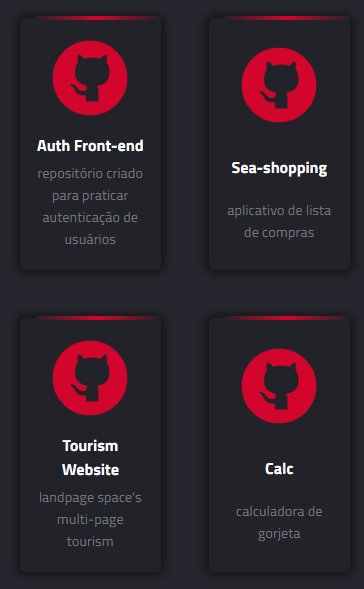 Auth Front-end
repositório criado
para praticar
autenticação de
usuários
Sea-shopping
aplicativo de lista
de compras
Tourism
Website
landpage space's
multi-page
tourism
Calc
calculadora de
gorjeta